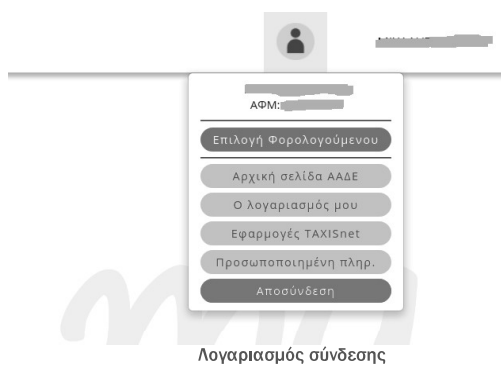 ΑΦΜ:
Επιλογή Φορολογούμενου
Αρχική σελίδα ΑΑΔΕ
Ο λογαριασμός μου
Εφαρμογές TAXISnet
Προσωποποιημένη πληρ.
Αποσύνδεση
Λογαριασμός σύνδεσης